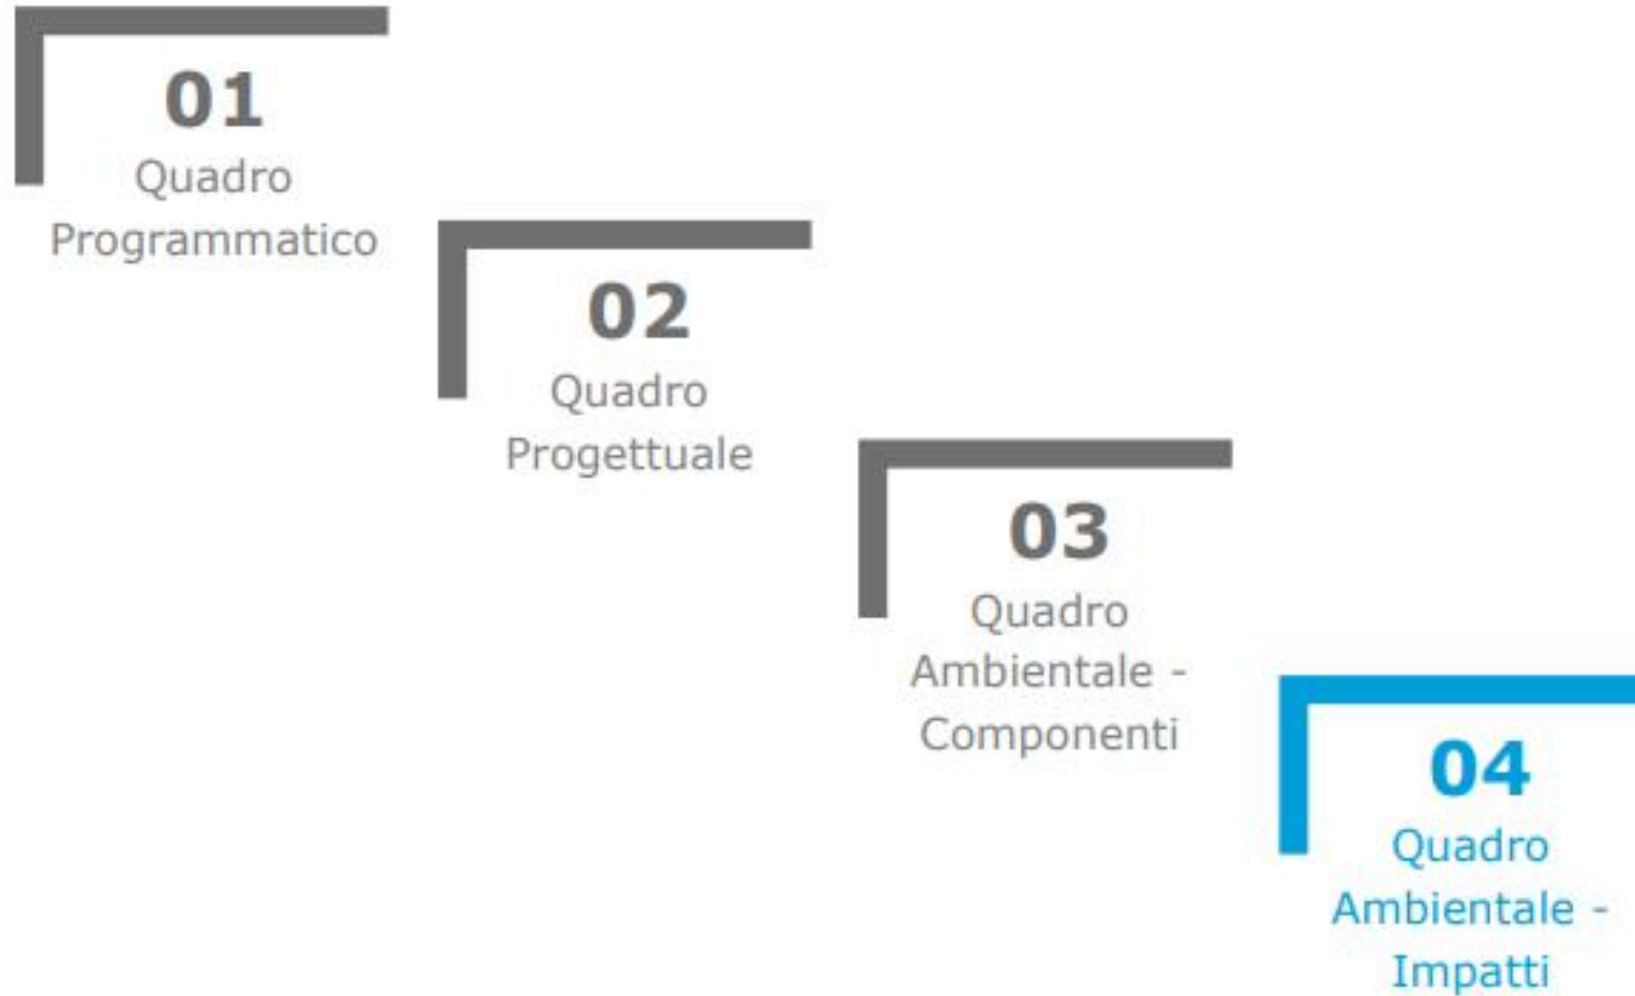 01
Quadro
Programmatico
02
Quadro
Progettuale
03
Quadro
Ambientale -
Componenti
04
Quadro
Ambientale -
Impatti